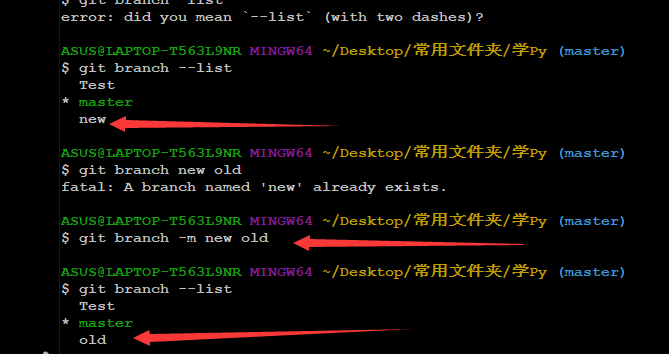 $ git branch -list
error: did you mean `--list` (with two dashes)?
ASUS@LAPTOP-T563L9NR MINGW64 ~/Desktop/常用文件夹/学Py (master)
$ git branch --list
Test
* master
new
ASUS@LAPTOP-T563L9NR MINGW64 ~/Desktop/常用文件夹/学Py (master)
$ git branch new old
fatal: A branch named 'new' already exists.
ASUS@LAPTOP-T563L9NR MINGW64 ~/Desktop/常用文件夹/学Py (master)
$ git branch -m new old
ASUS@LAPTOP-T563L9NR MINGW64 ~/Desktop/常用文件夹/学Py (master)
$ git branch --list
Test
* master
old